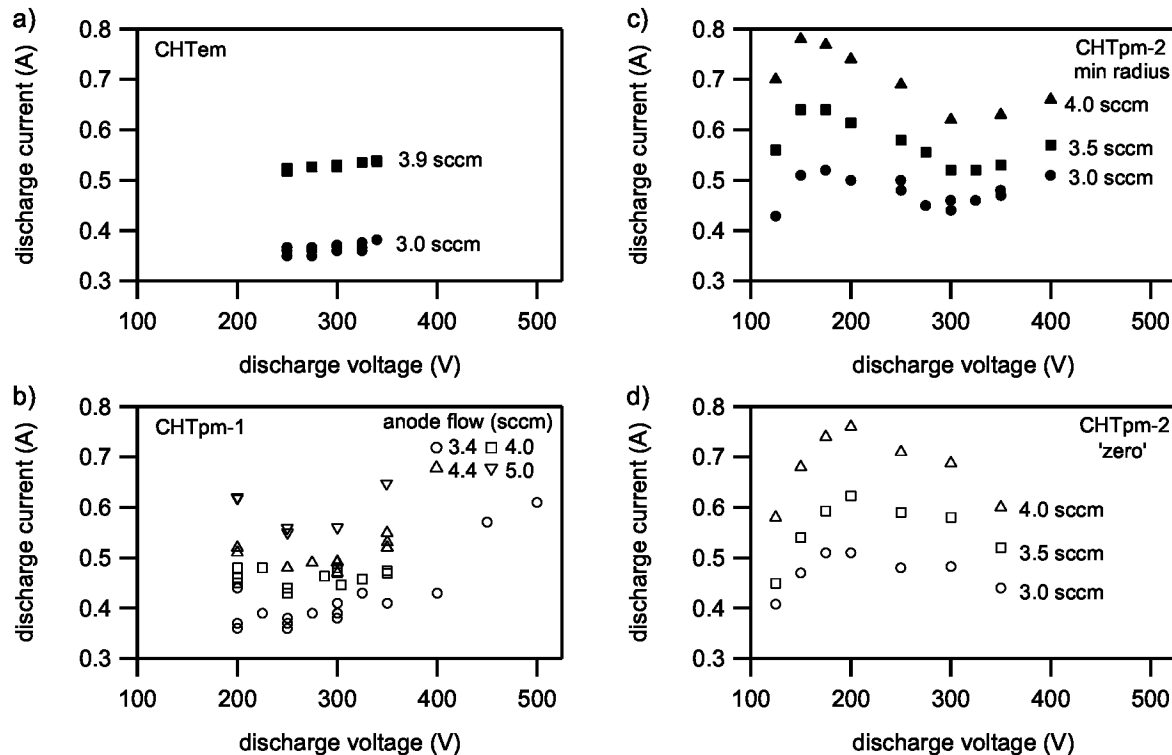 a)
CHTem
discharge current (A)
0.8
0.7
0.6
0.5
0.4
0.3
3.9 sccm
3.0 sccm
100 200 300 400 500
discharge voltage (V)
c)
CHTpm-2
min radius
discharge current (A)
0.8
0.7
0.6
0.5
0.4
0.3
4.0 sccm
3.5 sccm
3.0 sccm
100 200 300 400 500
discharge voltage (V)
b)
CHTpm-1
anode flow (sccm)
3.4 4.0
4.4 5.0
discharge current (A)
0.8
0.7
0.6
0.5
0.4
0.3
100 200 300 400 500
discharge voltage (V)
d)
CHTpm-2
'zero'
discharge current (A)
0.8
0.7
0.6
0.5
0.4
0.3
4.0 sccm
3.5 sccm
3.0 sccm
100 200 300 400 500
discharge voltage (V)